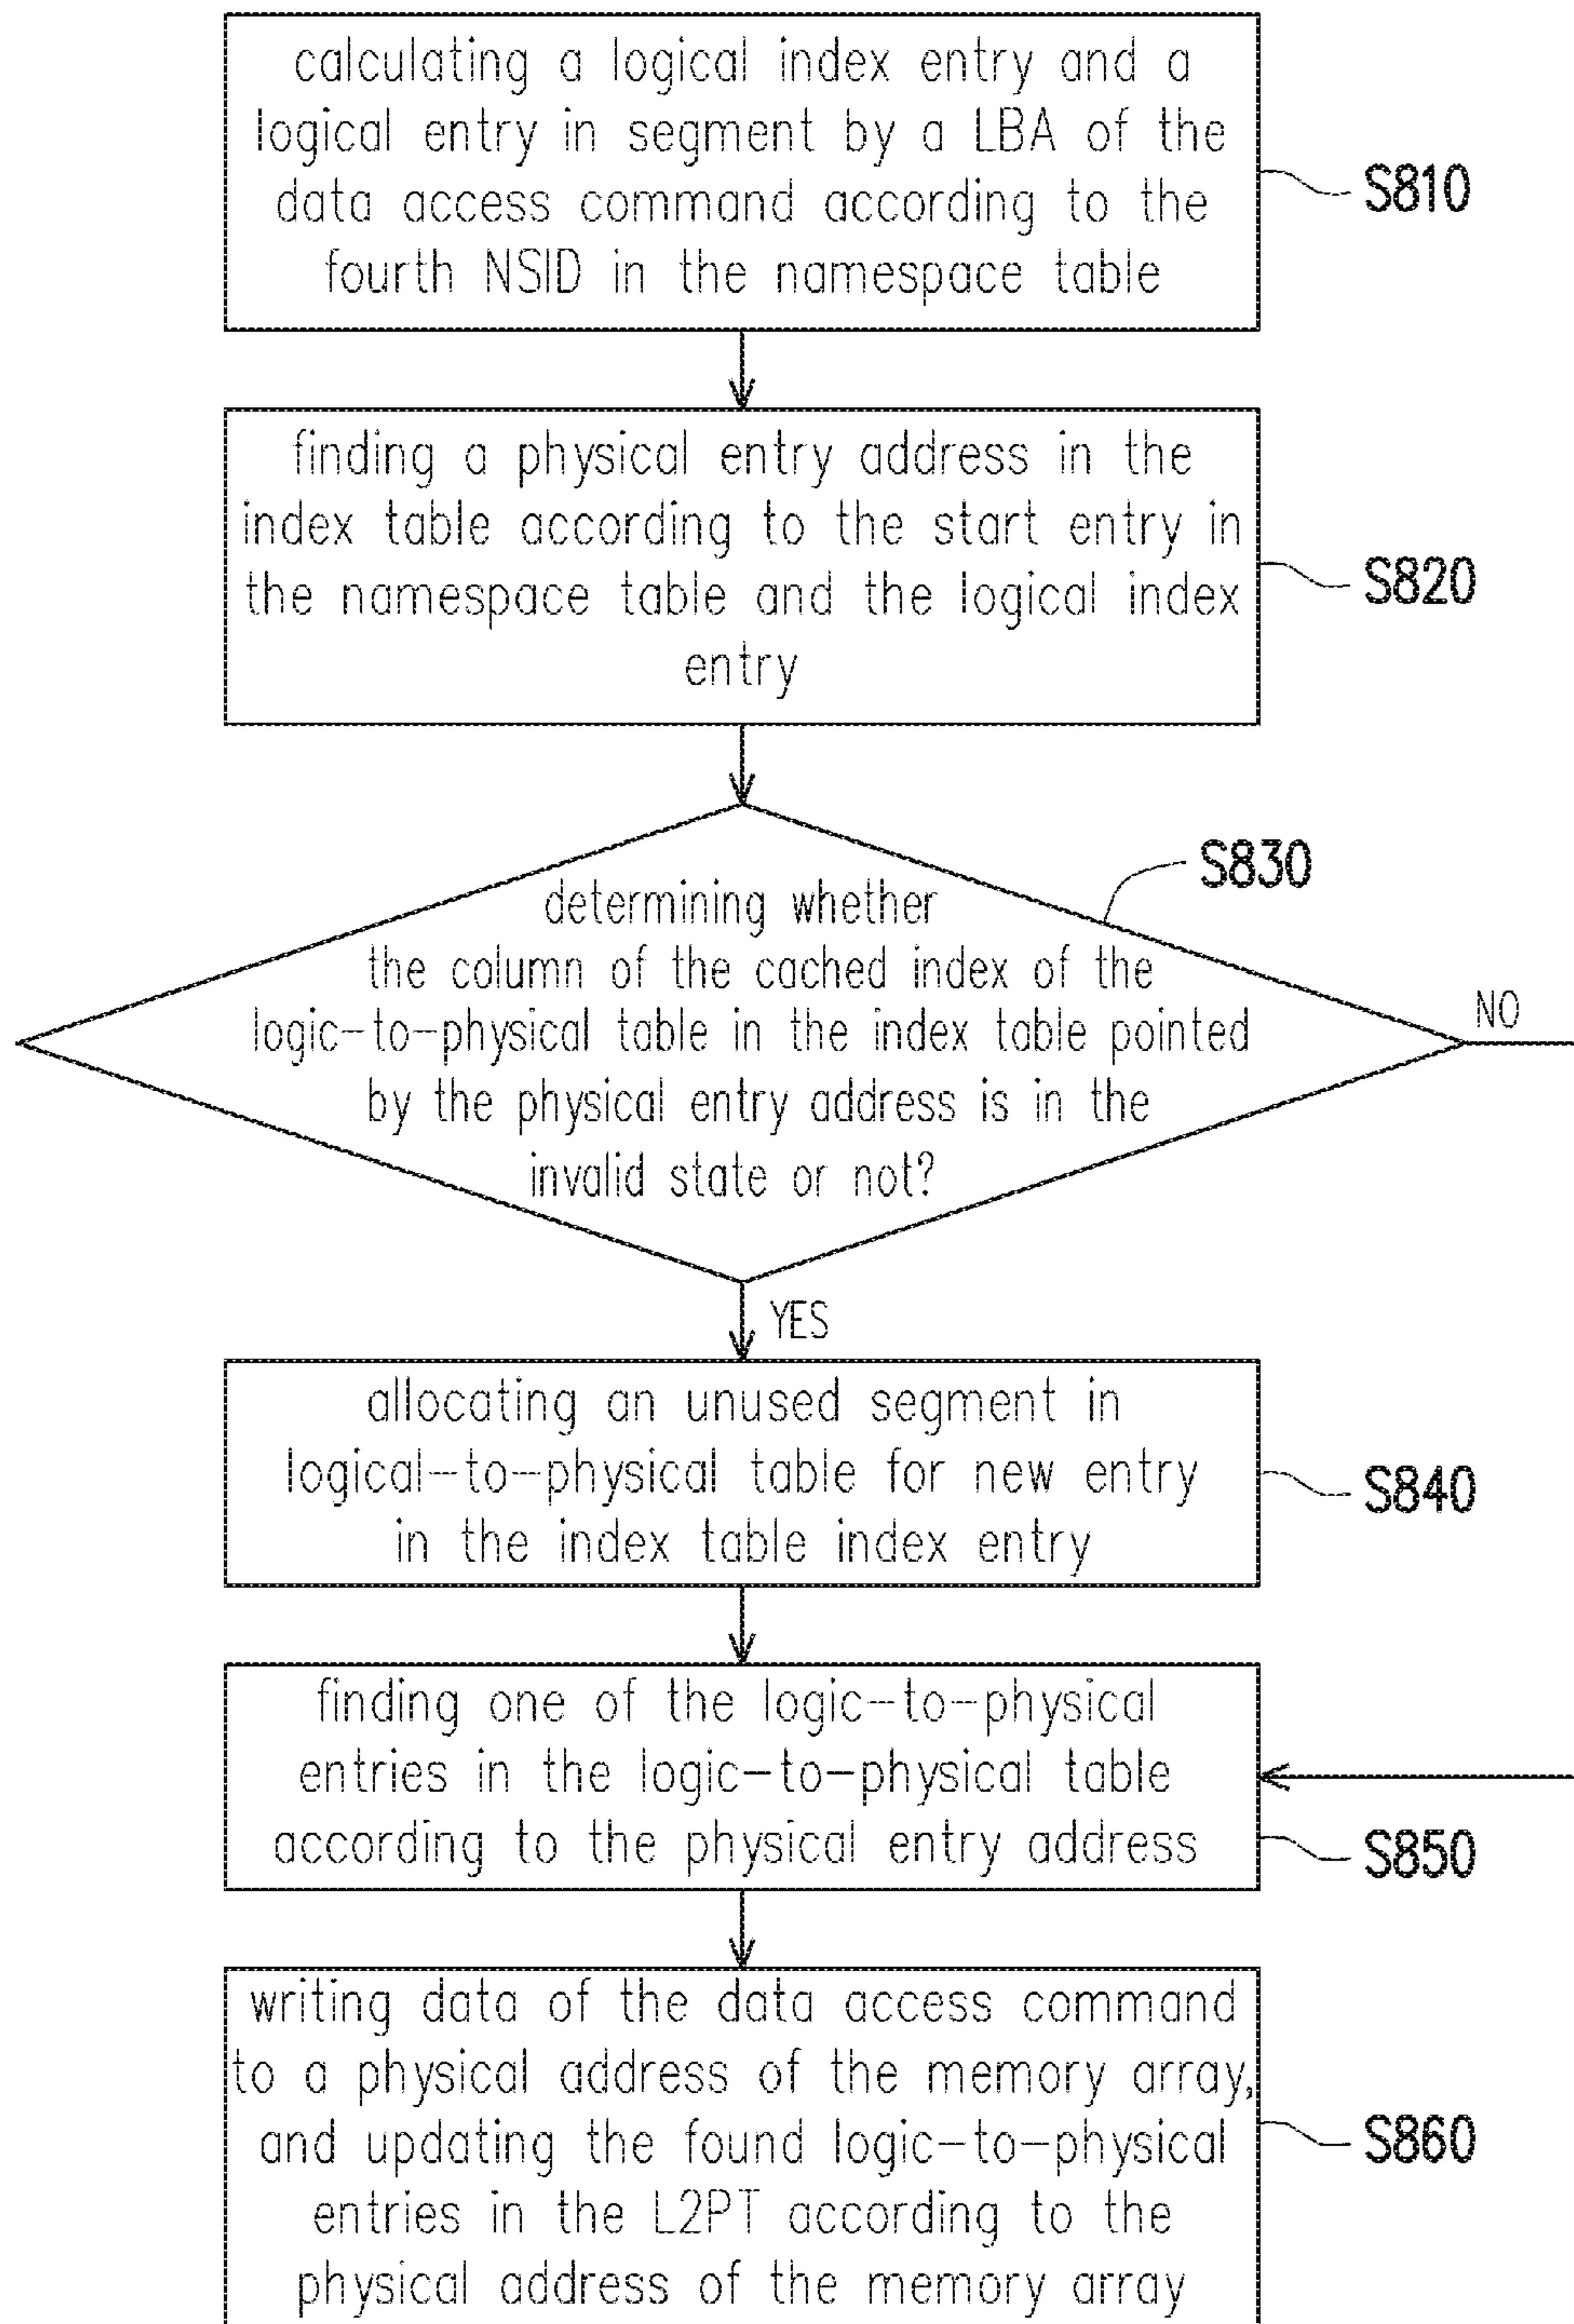 calculating a logical index entry and a
logical entry in segment by a LBA of the
data access command according to the
fourth NSID in the namespace table
S810
finding a physical entry address in the
index table according to the start entry in
the namespace table and the logical index
entry
S820
S830
determining whether
the column of the cached index of the
logic-to-physical table in the index table pointed
by the physical entry address is in the
invalid state or not?
NO
YES
allocating an unused segment in
logical-to-physical table for new entry
in the index table index entry
S840
finding one of the logic-to-physical
entries in the logic-to-physical table
according to the physical entry address
S850
writing data of the data access command
to a physical address of the memory array,
and updating the found logic-to-physical
entries in the L2PT according to the
physical address of the memory array
S860